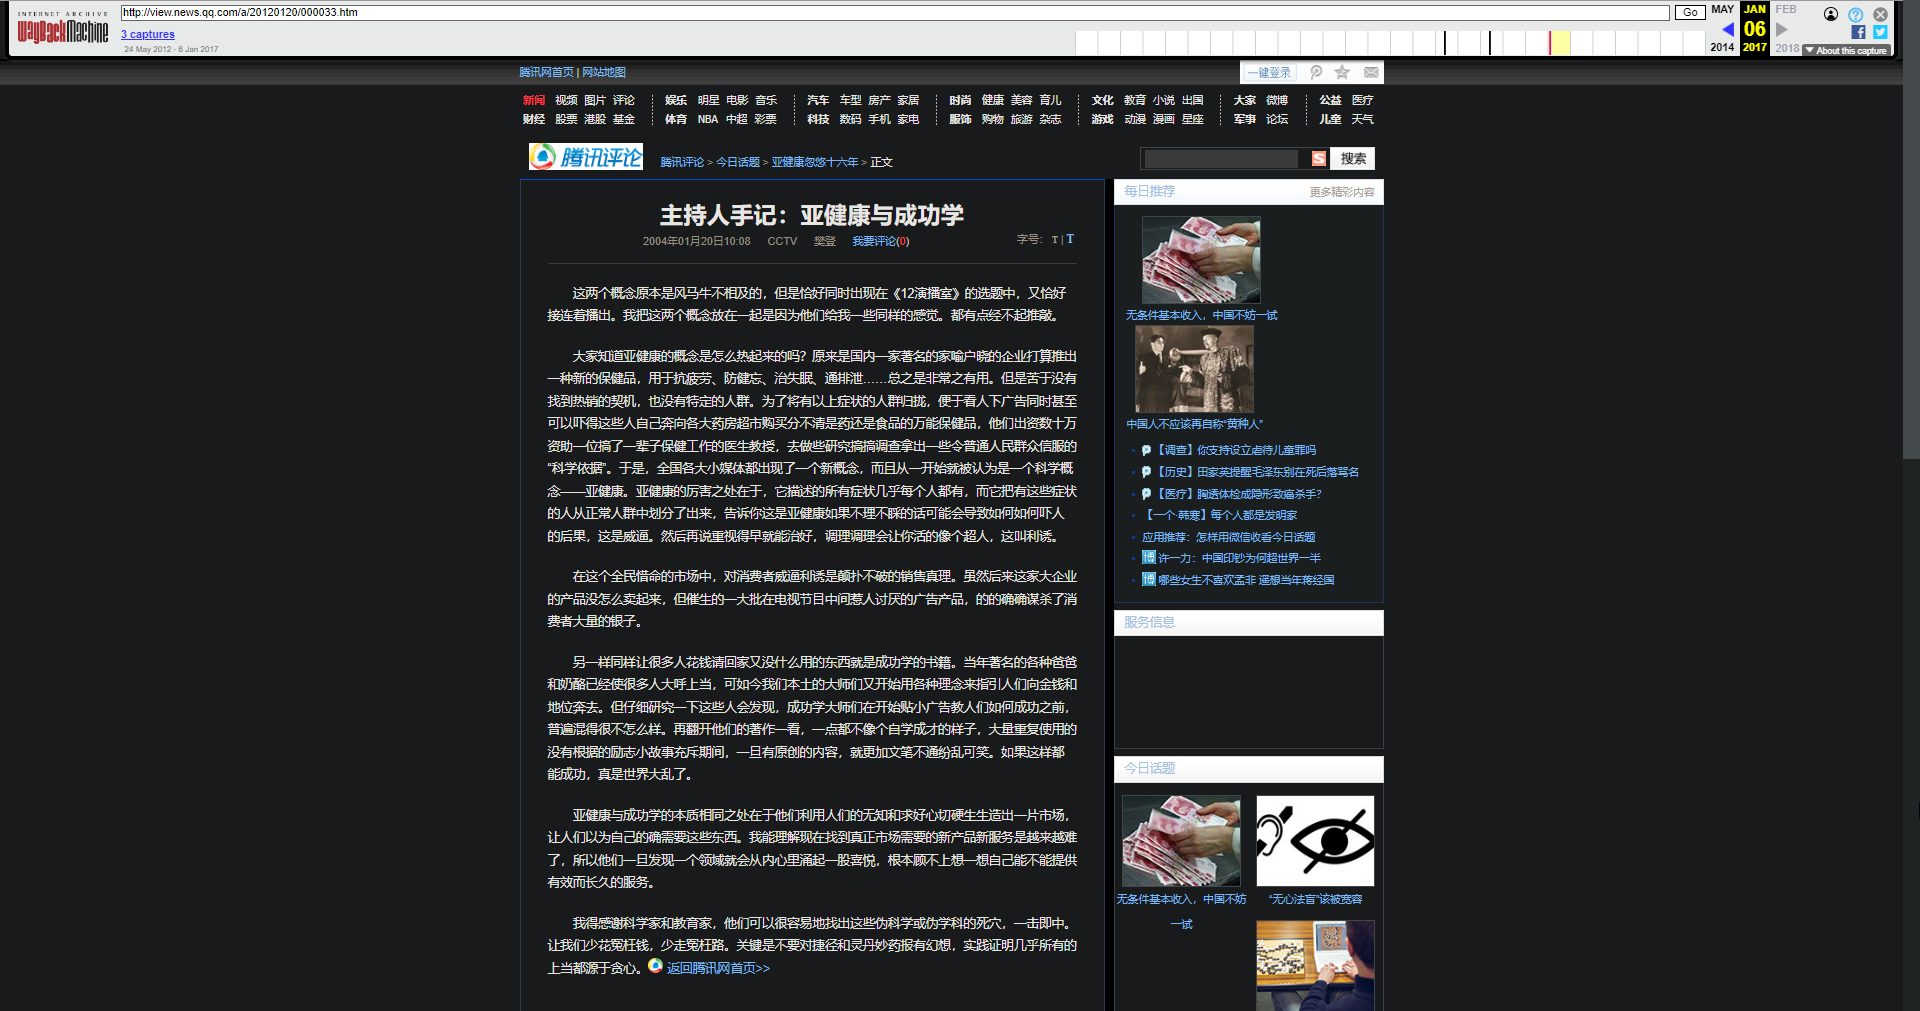 INTERNET ARCHIVE
WayBackMachine
http://view.news.qq.com/a/20120120/000033.htm
Go
3 captures
24 May 2012 - 6 Jan 2017
MAY JAN FEB
06
2014 2017 2018
About this capture
腾讯网首页 | 网站地图
一键登录
新闻 视频 图片 评论 娱乐 明星 电影 音乐 汽车 车型 房产 家居 时尚 健康 美容 育儿 文化 教育 小说 出国 大家 微博 公益 医疗
财经 股票 港股 基金 体育 NBA 中超 彩票 科技 数码 手机 家电 服饰 购物 旅游 杂志 游戏 动漫 漫画 星座 军事 论坛 儿童 天气
腾讯评论
腾讯评论 > 今日话题 > 亚健康忽悠十六年 > 正文
搜索
主持人手记：亚健康与成功学
2004年01月20日10:08 CCTV 樊登 我要评论(0)
字号： T | T
这两个概念原本是风马牛不相及的，但是恰好同时出现在《12演播室》的选题中，又恰好
接连着播出。我把这两个概念放在一起是因为他们给我一些同样的感觉。都有点经不起推敲。
大家知道亚健康的概念是怎么热起来的吗？原来是国内一家著名的家喻户晓的企业打算推出
一种新的保健品，用于抗疲劳、防健忘、治失眠、通排泄……总之是非常之有用。但是苦于没有
找到热销的契机，也没有特定的人群。为了将有以上症状的人群归拢，便于看人下广告同时甚至
可以吓得这些人自己奔向各大药房超市购买分不清是药还是食品的万能保健品，他们出资数十万
资助一位搞了一辈子保健工作的医生教授，去做些研究搞搞调查拿出一些令普通人民群众信服的
“科学依据”。于是，全国各大小媒体都出现了一个新概念，而且从一开始就被认为是一个科学概
念——亚健康。亚健康的厉害之处在于，它描述的所有症状几乎每个人都有，而它把有这些症状
的人从正常人群中划分了出来，告诉你这是亚健康如果不理不睬的话可能会导致如何如何吓人
的后果，这是威逼。然后再说重视得早就能治好，调理调理会让你活的像个超人，这叫利诱。
在这个全民惜命的市场中，对消费者威逼利诱是颠扑不破的销售真理。虽然后来这家大企业
的产品没怎么卖起来，但催生的一大批在电视节目中间惹人讨厌的广告产品，的的确确谋杀了消
费者大量的银子。
另一样同样让很多人花钱请回家又没什么用的东西就是成功学的书籍。当年著名的各种爸爸
和奶酪已经使很多人大呼上当，可如今我们本土的大师们又开始用各种理念来指引人们向金钱和
地位奔去。但仔细研究一下这些人会发现，成功学大师们在开始贴小广告教人们如何成功之前，
普遍混得很不怎么样。再翻开他们的著作一看，一点都不像个自学成才的样子，大量重复使用的
没有根据的励志小故事充斥期间，一旦有原创的内容，就更加文笔不通纷乱可笑。如果这样都
能成功，真是世界大乱了。
亚健康与成功学的本质相同之处在于他们利用人们的无知和求好心切硬生生造出一片市场，
让人们以为自己的确需要这些东西。我能理解现在找到真正市场需要的新产品新服务是越来越难
了，所以他们一旦发现一个领域就会从内心里涌起一股喜悦，根本顾不上想一想自己能不能提供
有效而长久的服务。
我得感谢科学家和教育家，他们可以很容易地找出这些伪科学或伪学科的死穴，一击即中。
让我们少花冤枉钱，少走冤枉路。关键是不要对捷径和灵丹妙药报有幻想，实践证明几乎所有的
上当都源于贪心。 返回腾讯网首页>>
每日推荐 更多精彩内容
无条件基本收入，中国不妨一试
中国人不应该再自称“黄种人”
【调查】你支持设立虐待儿童罪吗
【历史】田家英提醒毛泽东别在死后落骂名
【医疗】胸透体检成隐形致癌杀手？
【一个·韩寒】每个人都是发明家
应用推荐：怎样用微信收看今日话题
博 许一力：中国印钞为何超世界一半
博 哪些女生不喜欢孟非 遥想当年蒋经国
服务信息
今日话题
无条件基本收入，中国不妨
一试
“无心法盲”该被宽容